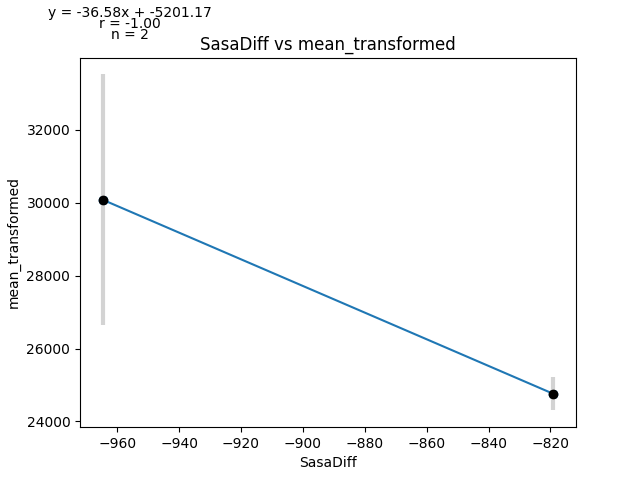 y = -36.58x + -5201.17
r = -1.00
n = 2
SasaDiff vs mean_transformed
32000
30000
28000
26000
24000
mean_transformed
−960
−940
−920
−900
−880
−860
−840
−820
SasaDiff